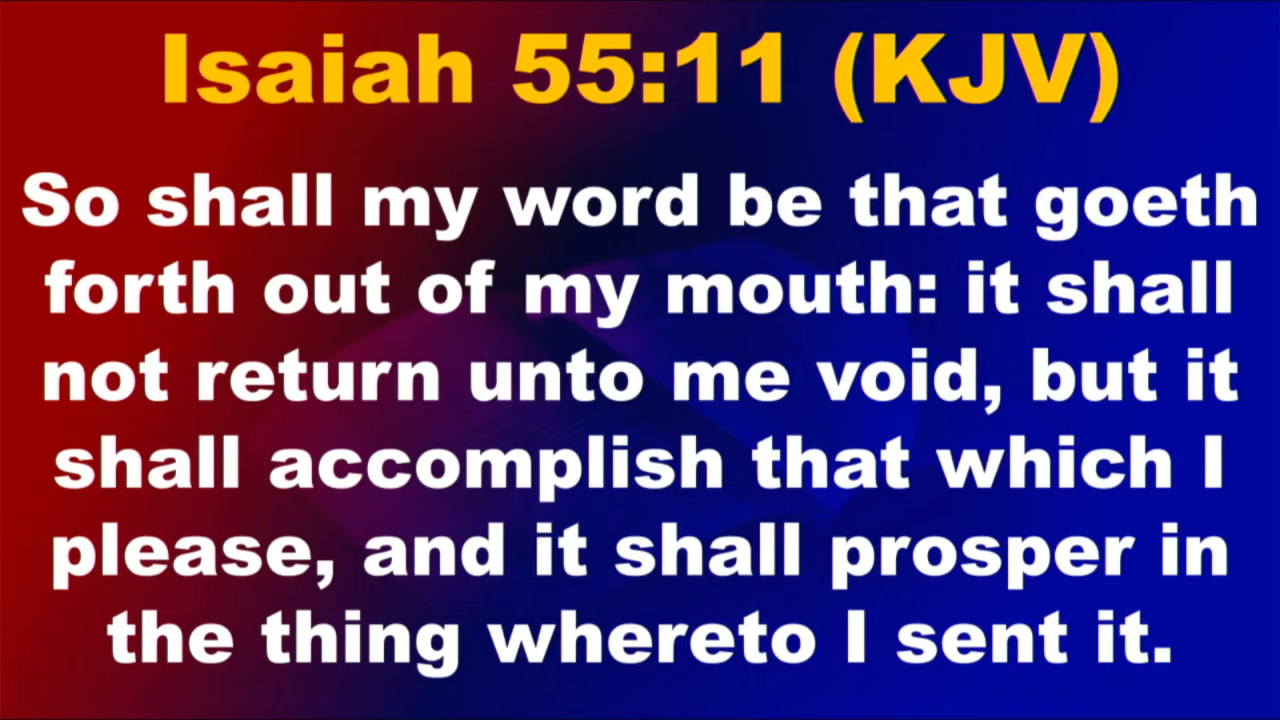 Isaiah 55:11 (KJV)
So shall my word be that goeth
forth out of my mouth: it shall
not return unto me void, but it
shall accomplish that which I
please, and it shall prosper in
the thing whereto I sent it.